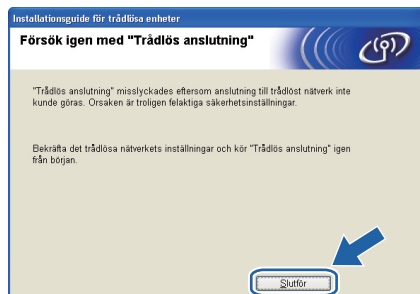 Installationsguide för trådlösa enheter
Försök igen med "Trådlös anslutning"
"Trådlös anslutning" misslyckades eftersom anslutning till trådlöst nätverk inte
kunde göras. Orsaken är troligen felaktiga säkerhetsinställningar.
Bekräfta det trådlösa nätverkets inställningar och kör "Trådlös anslutning" igen
från början.
Slutför